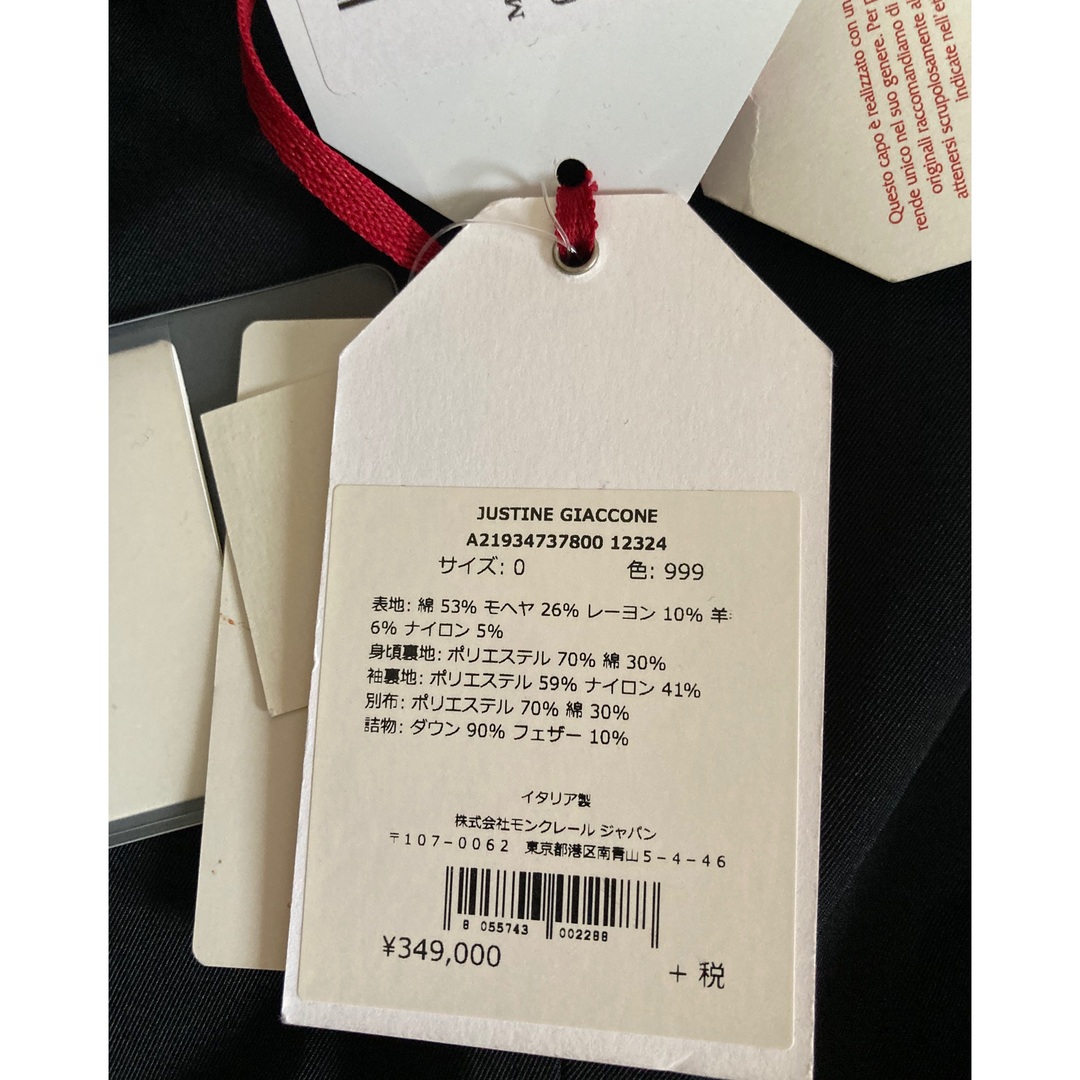 Questo capo è realizzato con un
rende unico nel suo genere. Per
originali raccomandiamo di
attenersi scrupolosamente
indicate nell'
JUSTINE GIACCONE
A21934737800 12324
サイズ: 0 色: 999
表地: 綿 53% モヘヤ 26% レーヨン 10% 羊
6% ナイロン 5%
身頃裏地: ポリエステル 70% 綿 30%
袖裏地: ポリエステル 59% ナイロン 41%
別布: ポリエステル 70% 綿 30%
詰物: ダウン 90% フェザー 10%
イタリア製
株式会社モンクレール ジャパン
〒107-0062 東京都港区南青山5-4-46
8 055743 002288
¥349,000
+ 税